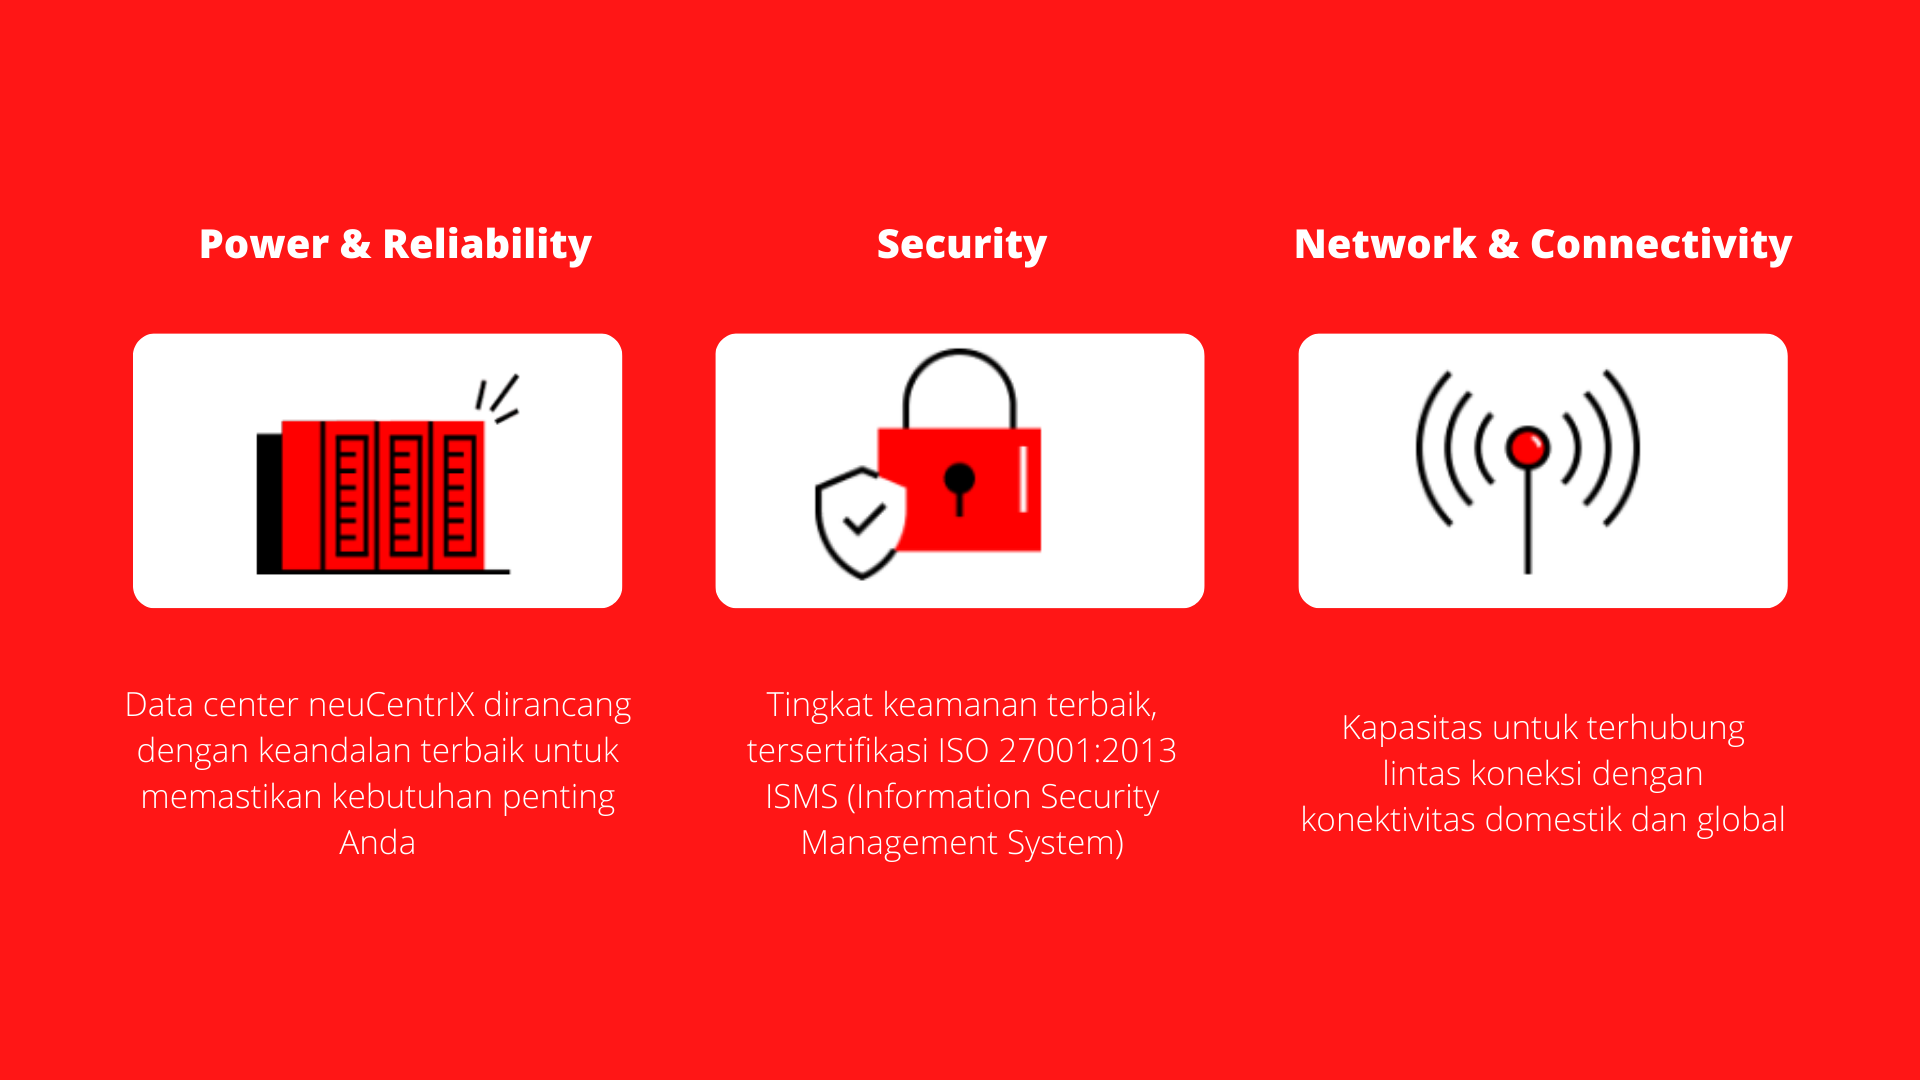 Power & Reliability
Security
Network & Connectivity
Data center neuCentrIX dirancang
dengan keandalan terbaik untuk
memastikan kebutuhan penting
Anda
Tingkat keamanan terbaik,
tersertifikasi ISO 27001:2013
ISMS (Information Security
Management System)
Kapasitas untuk terhubung
lintas koneksi dengan
konektivitas domestik dan global